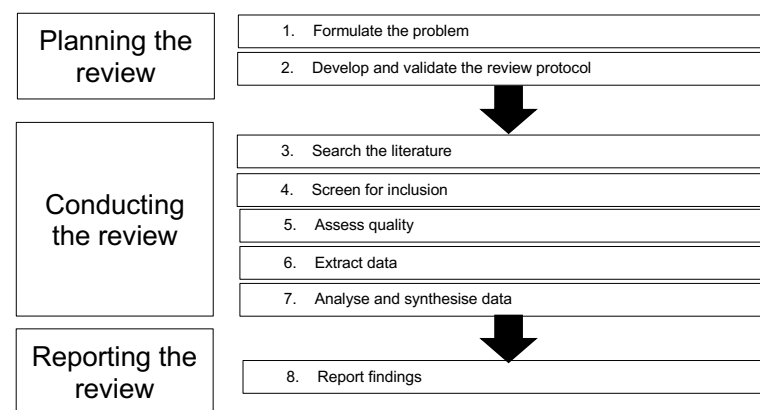 Planning the
review
1. Formulate the problem
2. Develop and validate the review protocol
Conducting
the review
3. Search the literature
4. Screen for inclusion
5. Assess quality
6. Extract data
7. Analyse and synthesise data
Reporting the
review
8. Report findings